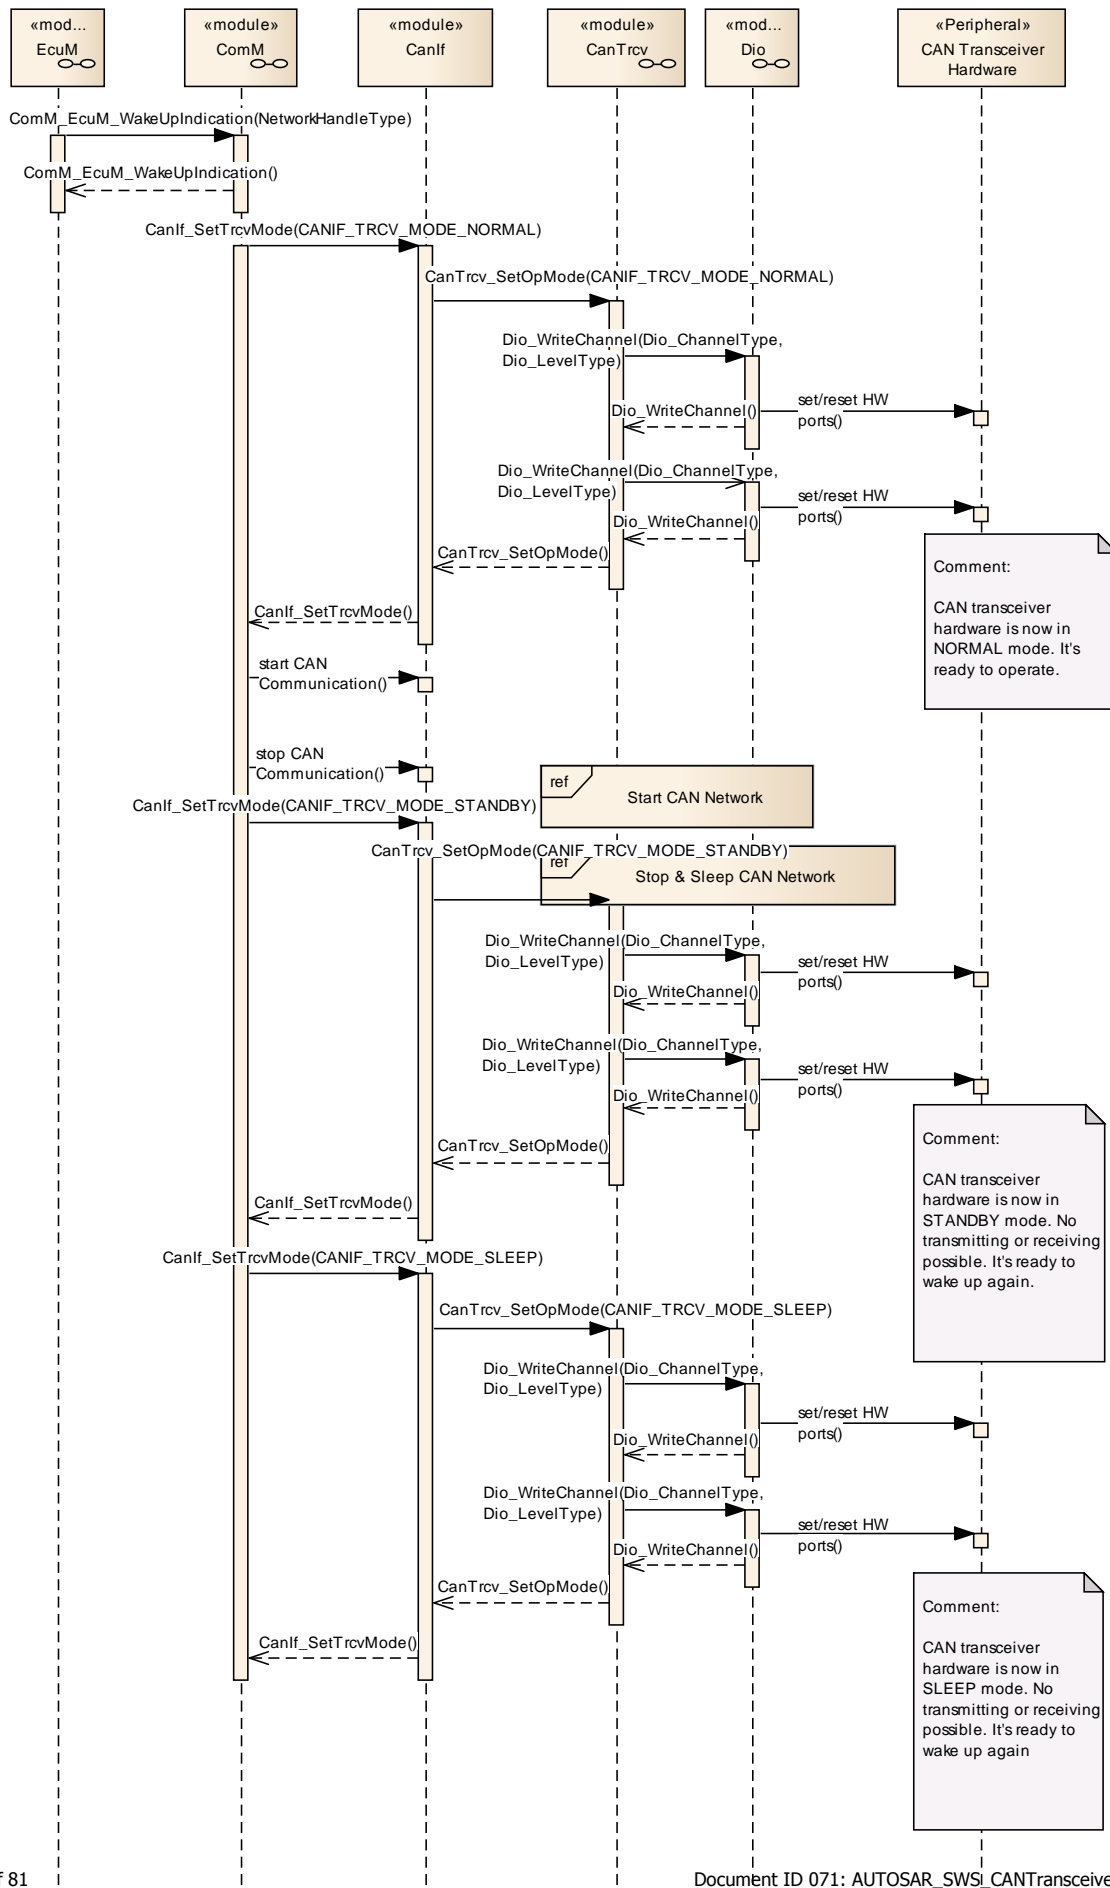 «mod...
EcuM
«module»
ComM
«module»
CanIf
«module»
CanTrcv
«mod...
Dio
«Peripheral»
CAN Transceiver
Hardware
ComM_EcuM_WakeUpIndication(NetworkHandleType)
ComM_EcuM_WakeUpIndication()
CanIf_SetTrcvMode(CANIF_TRCV_MODE_NORMAL)
CanTrcv_SetOpMode(CANIF_TRCV_MODE_NORMAL)
Dio_WriteChannel(Dio_ChannelType,
Dio_LevelType)
set/reset HW
ports()
Dio_WriteChannel()
Dio_WriteChannel(Dio_ChannelType,
Dio_LevelType)
set/reset HW
ports()
Dio_WriteChannel()
CanTrcv_SetOpMode()
Comment:
CAN transceiver
hardware is now in
NORMAL mode. It's
ready to operate.
CanIf_SetTrcvMode()
start CAN
Communication()
stop CAN
Communication()
ref
Start CAN Network
CanIf_SetTrcvMode(CANIF_TRCV_MODE_STANDBY)
CanTrcv_SetOpMode(CANIF_TRCV_MODE_STANDBY)
ref
Stop & Sleep CAN Network
Dio_WriteChannel(Dio_ChannelType,
Dio_LevelType)
set/reset HW
ports()
Dio_WriteChannel()
Dio_WriteChannel(Dio_ChannelType,
Dio_LevelType)
set/reset HW
ports()
Dio_WriteChannel()
CanTrcv_SetOpMode()
Comment:
CAN transceiver
hardware is now in
STANDBY mode. No
transmitting or receiving
possible. It's ready to
wake up again.
CanIf_SetTrcvMode()
CanIf_SetTrcvMode(CANIF_TRCV_MODE_SLEEP)
CanTrcv_SetOpMode(CANIF_TRCV_MODE_SLEEP)
Dio_WriteChannel(Dio_ChannelType,
Dio_LevelType)
set/reset HW
ports()
Dio_WriteChannel()
Dio_WriteChannel(Dio_ChannelType,
Dio_LevelType)
set/reset HW
ports()
Dio_WriteChannel()
CanTrcv_SetOpMode()
Comment:
CAN transceiver
hardware is now in
SLEEP mode. No
transmitting or receiving
possible. It's ready to
wake up again
CanIf_SetTrcvMode()
f 81
Document ID 071: AUTOSAR_SWS_CANTransceive